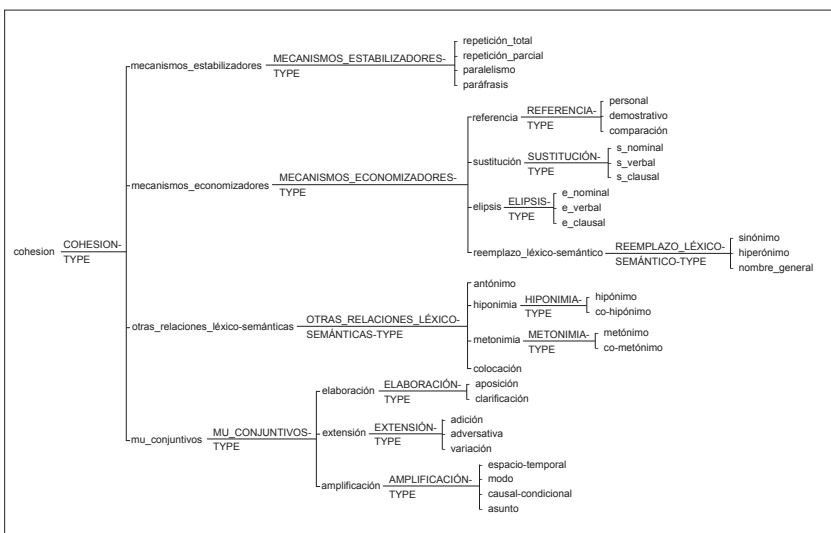 cohesion
COHESION-
TYPE
mecanismos_estabilizadores
MECANISMOS_ESTABILIZADORES-
TYPE
repetición_total
repetición_parcial
paralelismo
paráfrasis
mecanismos_economizadores
MECANISMOS_ECONOMIZADORES-
TYPE
referencia
REFERENCIA-
TYPE
personal
demostrativo
comparación
sustitución
SUSTITUCIÓN-
TYPE
s_nominal
s_verbal
s_clausal
elipsis
ELIPSIS-
TYPE
e_nominal
e_verbal
e_clausal
reemplazo_léxico-semántico
REEMPLAZO_LÉXICO-
SEMÁNTICO-TYPE
sinónimo
hiperónimo
nombre_general
otras_relaciones_léxico-semánticas
OTRAS_RELACIONES_LÉXICO-
SEMÁNTICAS-TYPE
antónimo
hiponimia
HIPONIMIA-
TYPE
hipónimo
co-hipónimo
metonimia
METONIMIA-
TYPE
metónimo
co-metónimo
colocación
mu_conjuntivos
MU_CONJUNTIVOS-
TYPE
elaboración
ELABORACIÓN-
TYPE
aposición
clarificación
extensión
EXTENSIÓN-
TYPE
adición
adversativa
variación
amplificación
AMPLIFICACIÓN-
TYPE
espacio-temporal
modo
causal-condicional
asunto